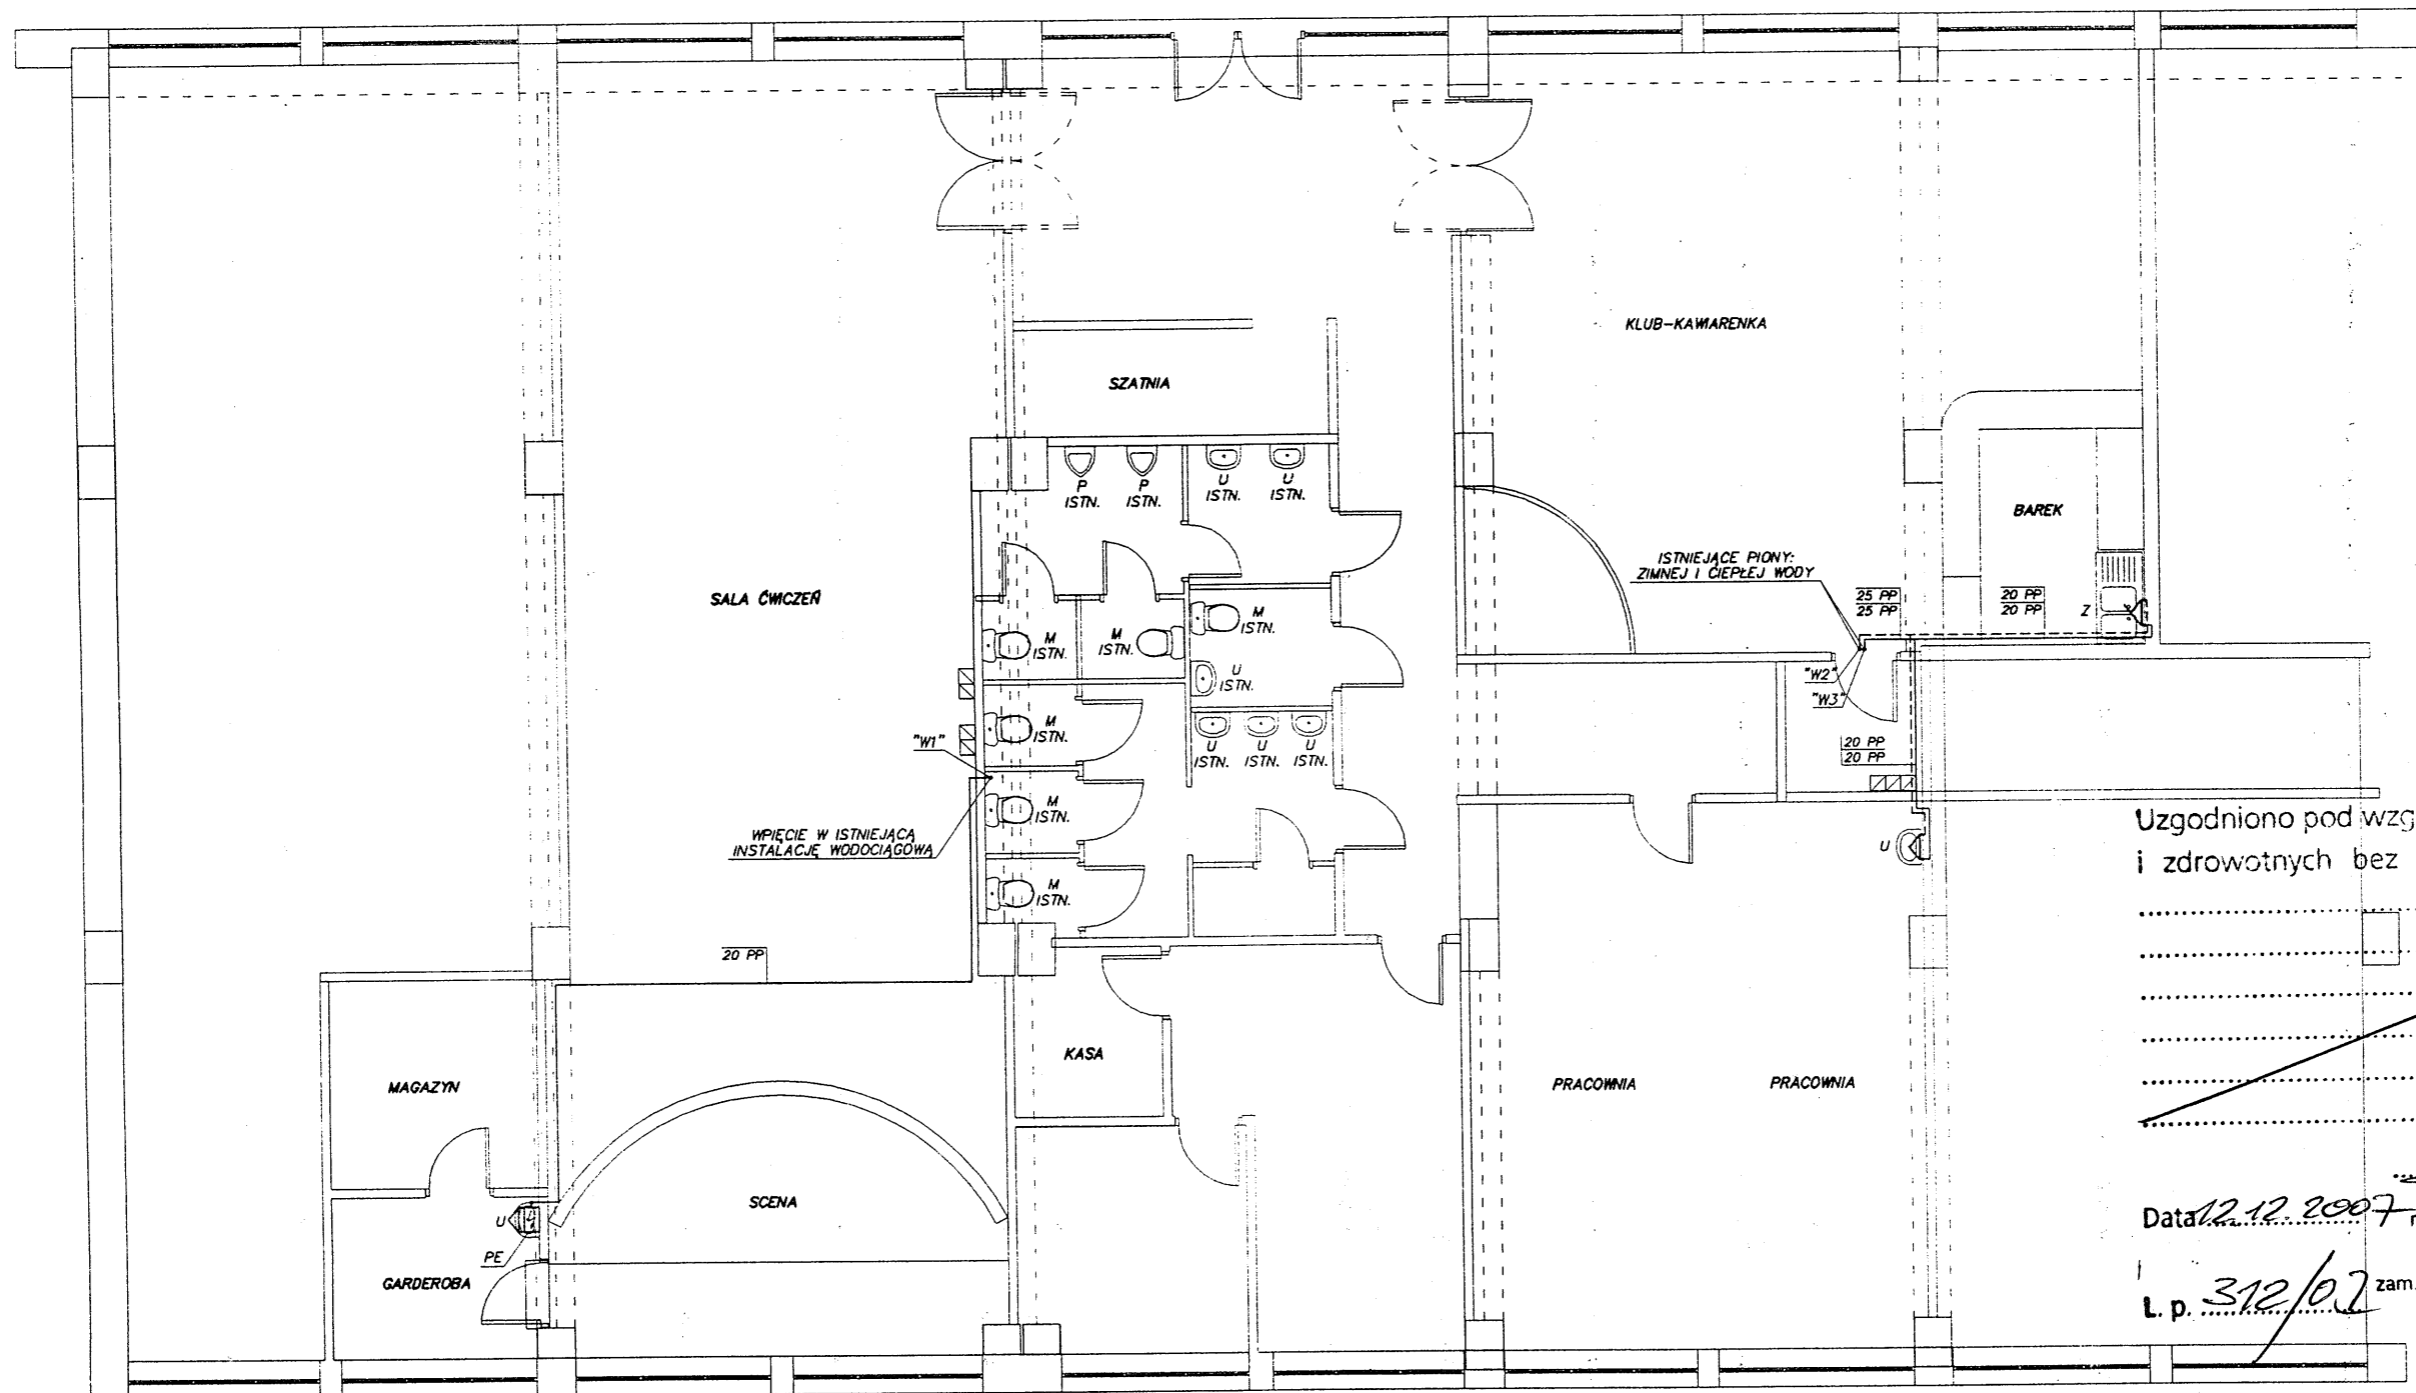 KLUB-KAWIARENKA
SZATNIA
P
ISTN.
P
ISTN.
U
ISTN.
U
ISTN.
BAREK
ISTNIEJĄCE PIONY:
ZIMNEJ I CIEPŁEJ WODY
25 PP
25 PP
20 PP
20 PP
Z
SALA ĆWICZEŃ
M
ISTN.
M
ISTN.
M
ISTN.
U
ISTN.
"W2"
"W3"
"W1"
M
ISTN.
U
ISTN.
U
ISTN.
U
ISTN.
20 PP
20 PP
M
ISTN.
WPIĘCIE W ISTNIEJĄCĄ
INSTALACJĘ WODOCIĄGOWĄ
U
M
ISTN.
20 PP
KASA
MAGAZYN
PRACOWNIA
PRACOWNIA
SCENA
U
PE
GARDEROBA
Uzgodniono pod wzg
i zdrowotnych bez
Data 12.12.2007 r
L. p. 312/07 zam.